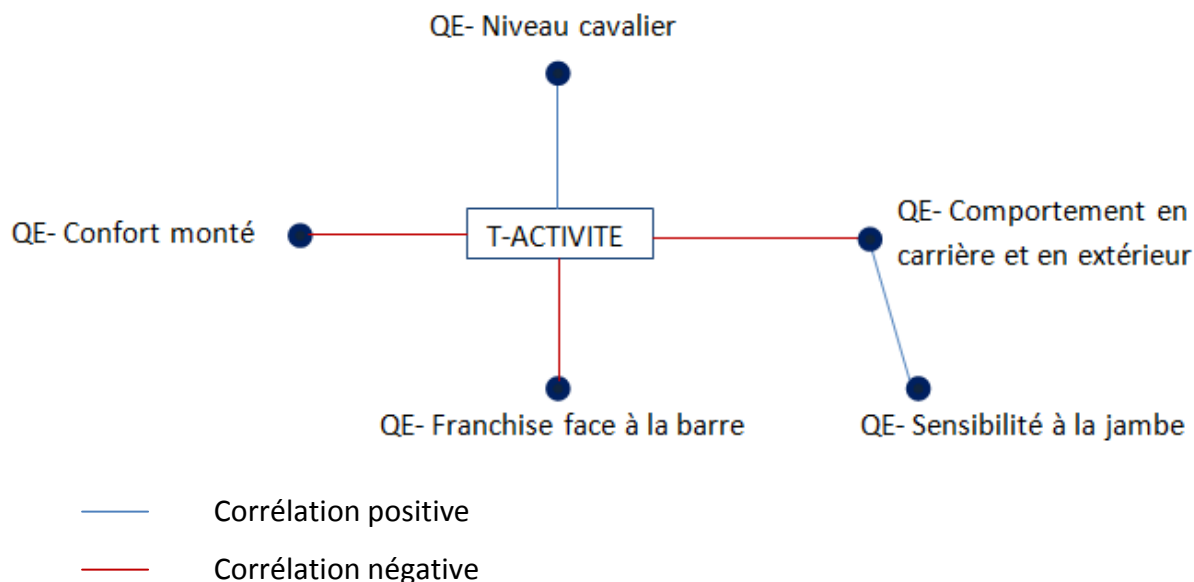 QE- Niveau cavalier
QE- Confort monté
T-ACTIVITE
QE- Comportement en
carrière et en extérieur
QE- Franchise face à la barre
QE- Sensibilité à la jambe
Corrélation positive
Corrélation négative